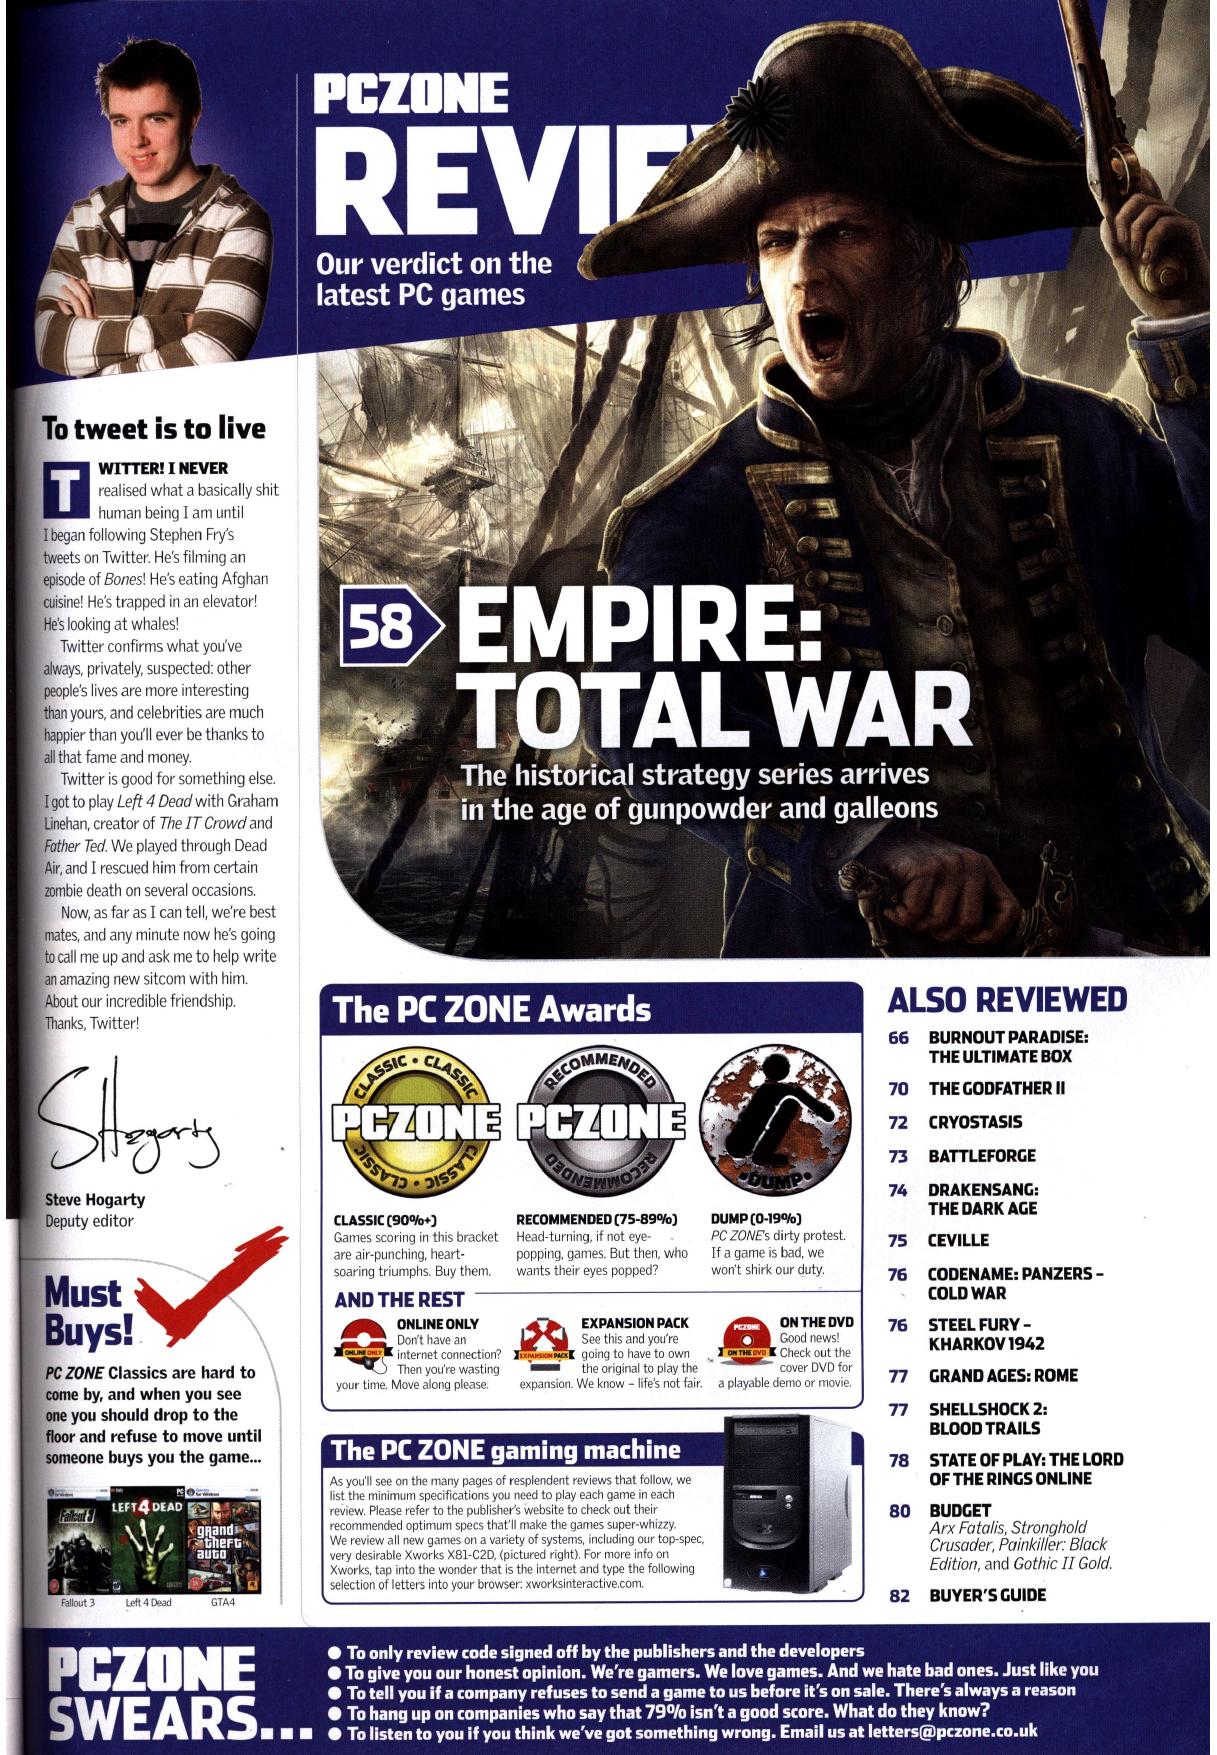 PCZONE
REVIE
Our verdict on the
latest PC games
To tweet is to live
TWITTER! I NEVER
realised what a basically shit
human being I am until
I began following Stephen Fry's
tweets on Twitter. He's filming an
episode of Bones! He's eating Afghan
cuisine! He's trapped in an elevator!
He's looking at whales!
Twitter confirms what you've
always, privately, suspected: other
people's lives are more interesting
than yours, and celebrities are much
happier than you'll ever be thanks to
all that fame and money.
Twitter is good for something else.
I got to play Left 4 Dead with Graham
Linehan, creator of The IT Crowd and
Father Ted. We played through Dead
Air, and I rescued him from certain
zombie death on several occasions.
Now, as far as I can tell, we're best
mates, and any minute now he's going
to call me up and ask me to help write
an amazing new sitcom with him.
About our incredible friendship.
Thanks, Twitter!
SHogarty
Steve Hogarty
Deputy editor
Must
Buys!
PC ZONE Classics are hard to
come by, and when you see
one you should drop to the
floor and refuse to move until
someone buys you the game...
Fallout 3
LEFT 4 DEAD
grand
theft
auto IV
Fallout 3
Left 4 Dead
GTA4
58
EMPIRE:
TOTAL WAR
The historical strategy series arrives
in the age of gunpowder and galleons
The PC ZONE Awards
CLASSIC • CLASSIC
PCZONE
CLASSIC • CLASSIC
RECOMMENDED
PCZONE
RECOMMENDED
•DUMP•
CLASSIC (90%+)
Games scoring in this bracket
are air-punching, heart-
soaring triumphs. Buy them.
RECOMMENDED (75-89%)
Head-turning, if not eye-
popping, games. But then, who
wants their eyes popped?
DUMP (0-19%)
PC ZONE's dirty protest.
If a game is bad, we
won't shirk our duty.
AND THE REST
ONLINE ONLY
ONLINE ONLY
Don't have an
internet connection?
Then you're wasting
your time. Move along please.
EXPANSION PACK
EXPANSION PACK
See this and you're
going to have to own
the original to play the
expansion. We know – life's not fair.
PCZONE
ON THE DVD
ON THE DVD
Good news!
Check out the
cover DVD for
a playable demo or movie.
The PC ZONE gaming machine
As you'll see on the many pages of resplendent reviews that follow, we
list the minimum specifications you need to play each game in each
review. Please refer to the publisher's website to check out their
recommended optimum specs that'll make the games super-whizzy.
We review all new games on a variety of systems, including our top-spec,
very desirable Xworks X81-C2D, (pictured right). For more info on
Xworks, tap into the wonder that is the internet and type the following
selection of letters into your browser: xworksinteractive.com.
ALSO REVIEWED
66 BURNOUT PARADISE:
THE ULTIMATE BOX
70 THE GODFATHER II
72 CRYOSTASIS
73 BATTLEFORGE
74 DRAKENSANG:
THE DARK AGE
75 CEVILLE
76 CODENAME: PANZERS –
COLD WAR
76 STEEL FURY –
KHARKOV 1942
77 GRAND AGES: ROME
77 SHELLSHOCK 2:
BLOOD TRAILS
78 STATE OF PLAY: THE LORD
OF THE RINGS ONLINE
80 BUDGET
Arx Fatalis, Stronghold
Crusader, Painkiller: Black
Edition, and Gothic II Gold.
82 BUYER'S GUIDE
PCZONE
SWEARS...
● To only review code signed off by the publishers and the developers
● To give you our honest opinion. We're gamers. We love games. And we hate bad ones. Just like you
● To tell you if a company refuses to send a game to us before it's on sale. There's always a reason
● To hang up on companies who say that 79% isn't a good score. What do they know?
● To listen to you if you think we've got something wrong. Email us at letters@pczone.co.uk